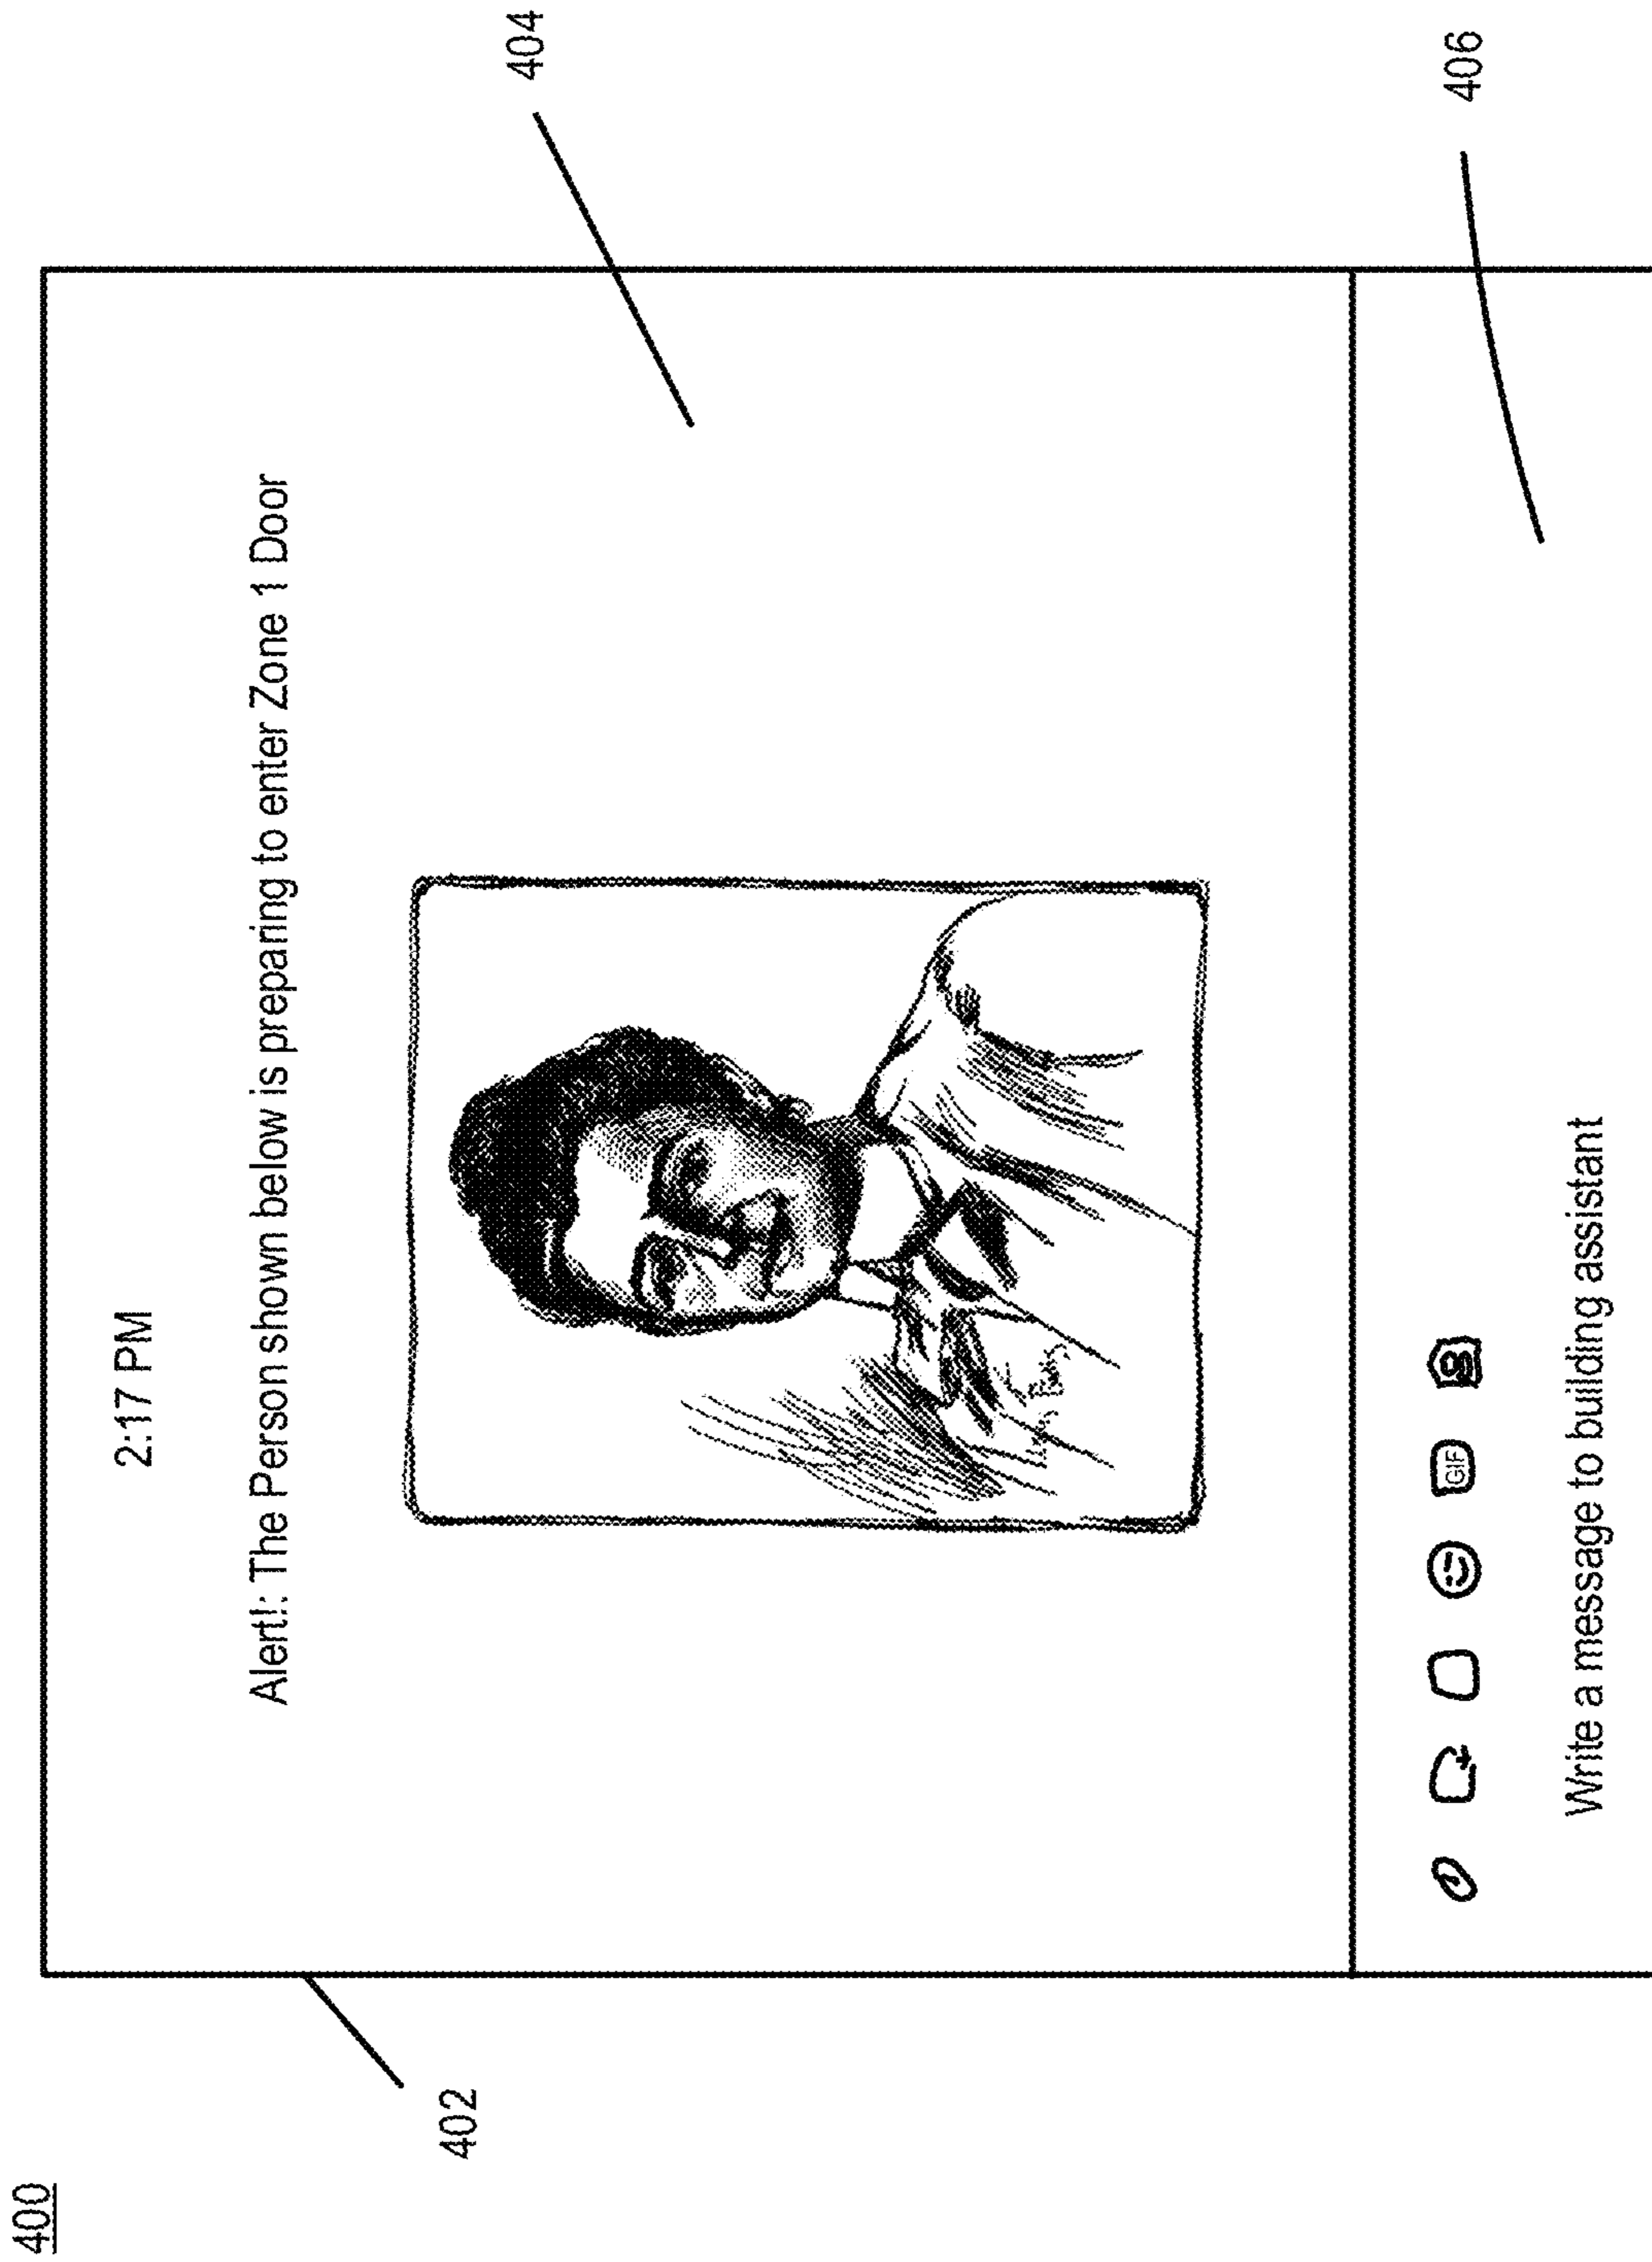 400
402
2:17 PM
Alert!: The Person shown below is preparing to enter Zone 1 Door
404
GIF
406
Write a message to building assistant